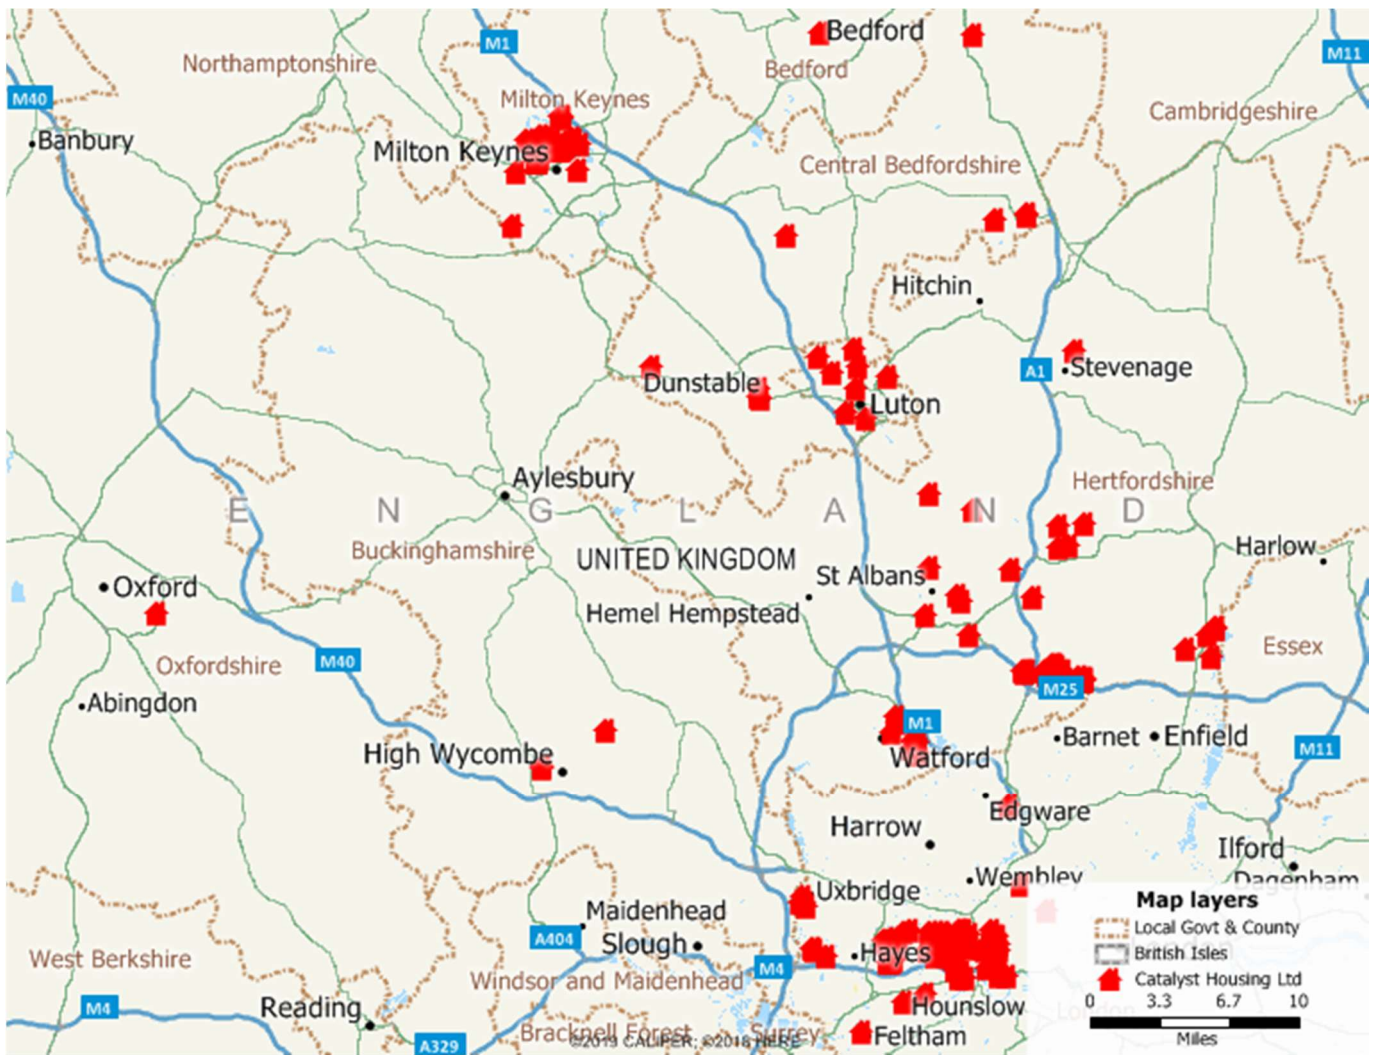 M1
Bedford
M11
Northamptonshire
Bedford
M40
Milton Keynes
Cambridgeshire
Banbury
Milton Keynes
Central Bedfordshire
Hitchin
A1
Stevenage
Dunstable
Luton
Aylesbury
Hertfordshire
E N G L A N D
Buckinghamshire
UNITED KINGDOM
Harlow
Oxford
St Albans
Hemel Hempstead
Essex
Oxfordshire
M40
M25
Abingdon
M1
High Wycombe
Watford
Barnet
Enfield
M11
Edgware
Harrow
Ilford
Wembley
Dagenham
Uxbridge
Maidenhead
A404
Slough
Hayes
West Berkshire
Windsor and Maidenhead
M4
M4
Reading
Hounslow
Bracknell Forest
Surrey
Feltham
A329
©2019 CALIPER; ©2018 HERE
Map layers
Local Govt & County
British Isles
Catalyst Housing Ltd
0 3.3 6.7 10
Miles
London